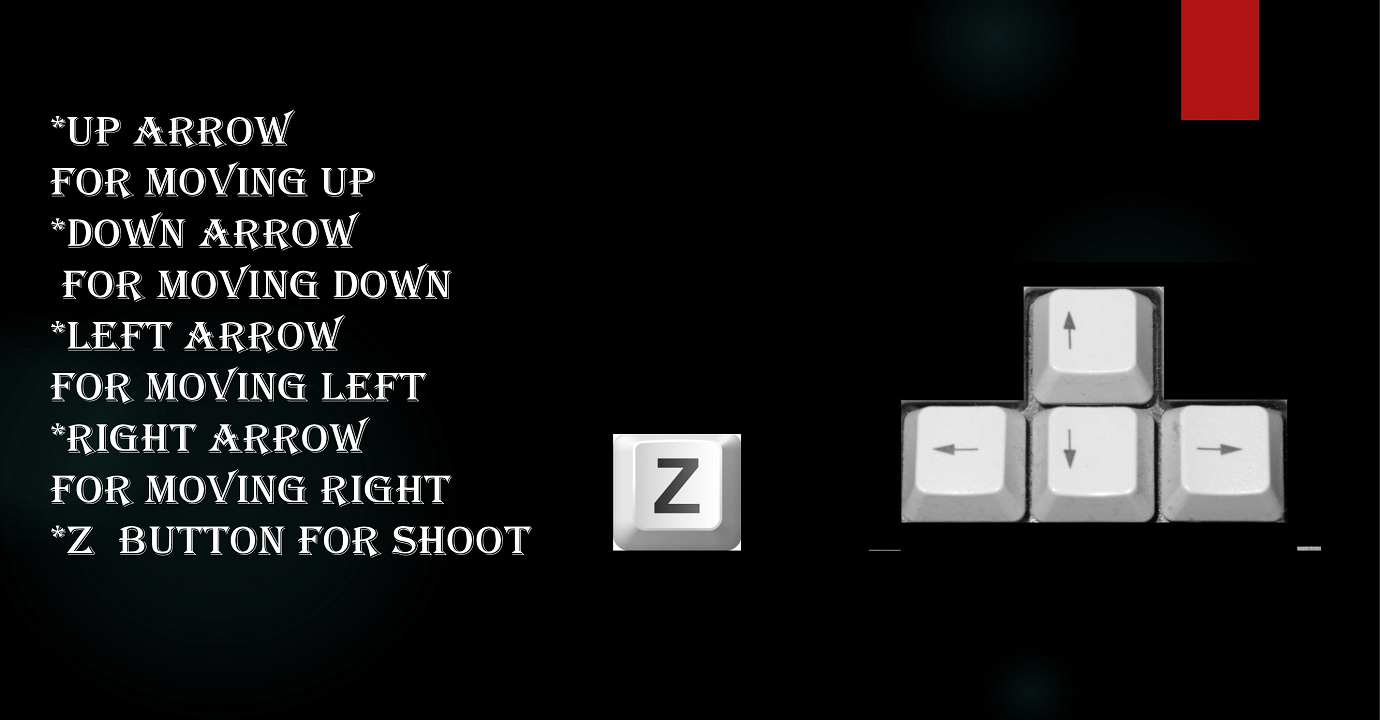 *UP ARROW
FOR MOVING UP
*DOWN ARROW
FOR MOVING DOWN
*LEFT ARROW
FOR MOVING LEFT
*RIGHT ARROW
FOR MOVING RIGHT
*Z  BUTTON FOR SHOOT
Z